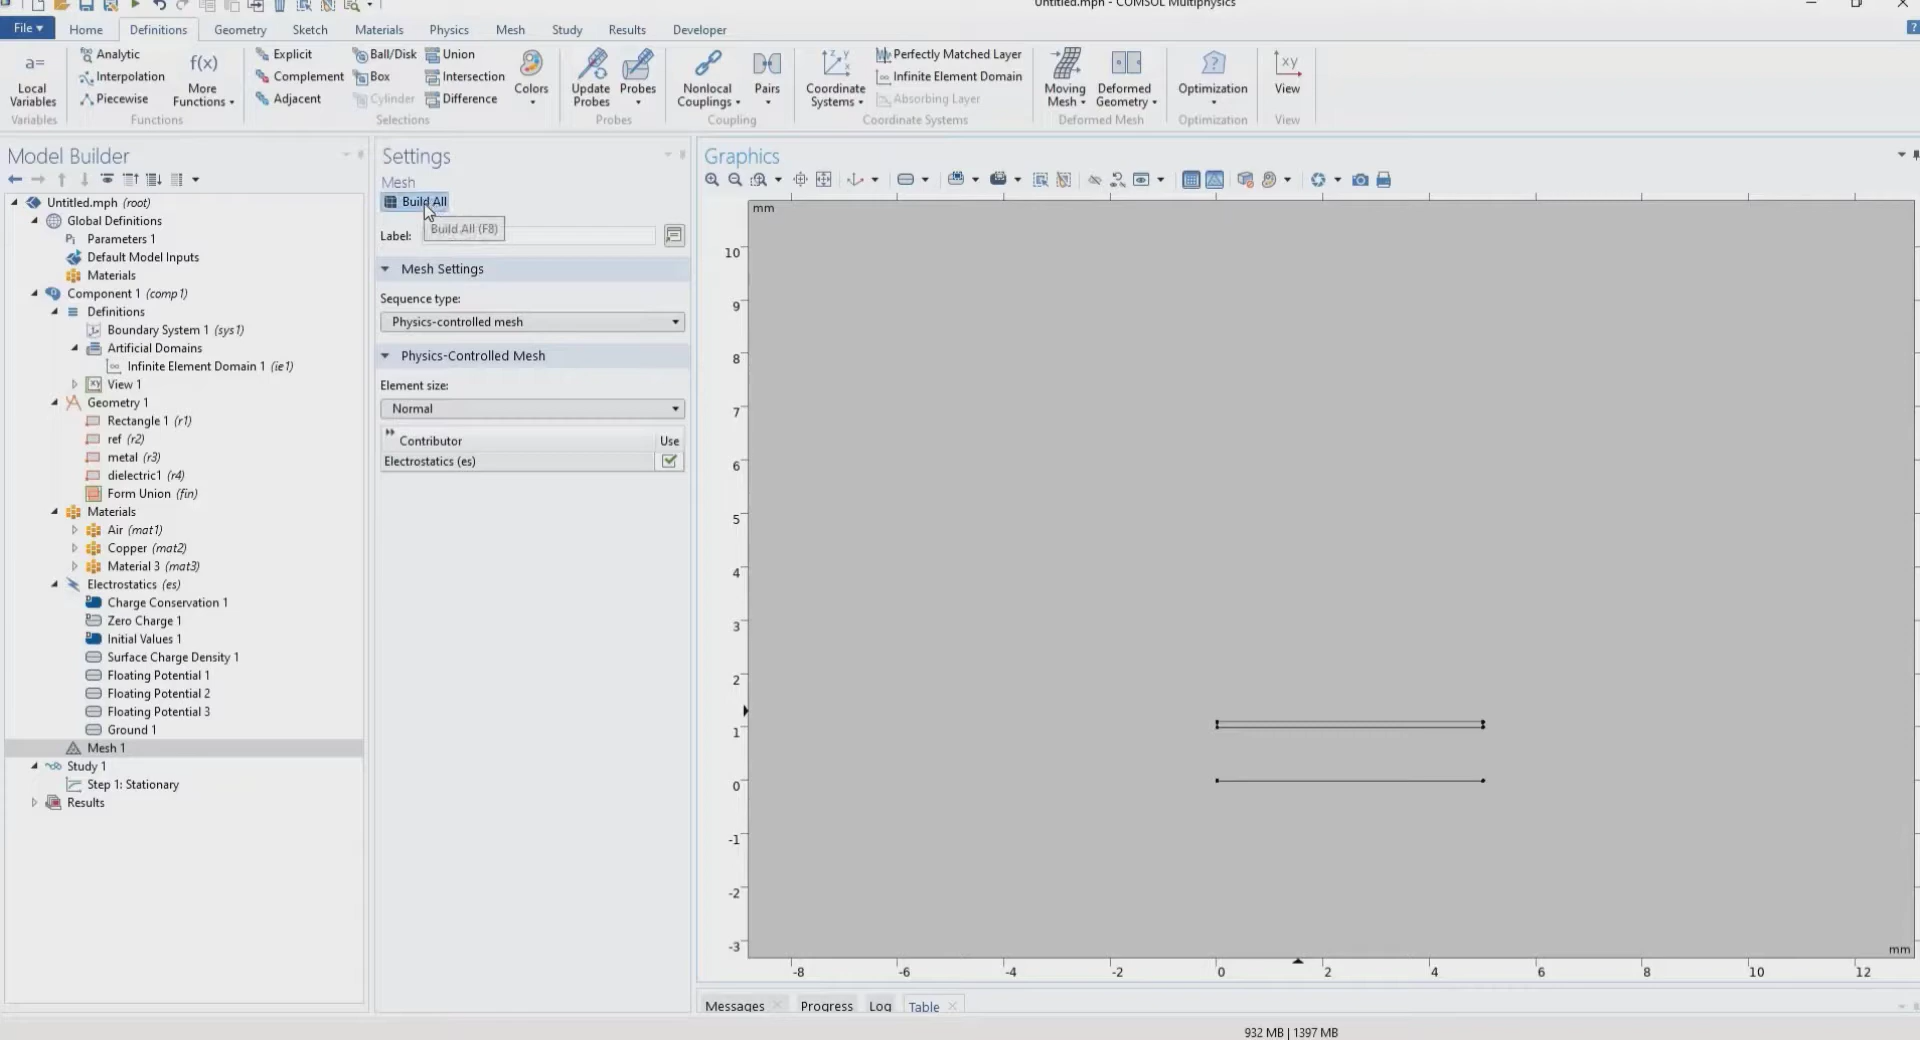 Untitled.mph - COMSOL Multiphysics
File Home Definitions Geometry Sketch Materials Physics Mesh Study Results Developer
a= Local Variables
Variables
Analytic
Interpolation
Piecewise
f(x) More Functions
Functions
Explicit
Complement
Adjacent
Ball/Disk
Box
Cylinder
Union
Intersection
Difference
Colors
Selections
Update Probes
Probes
Probes
Nonlocal Couplings
Pairs
Coupling
Coordinate Systems
Perfectly Matched Layer
Infinite Element Domain
Absorbing Layer
Coordinate Systems
Moving Mesh
Deformed Geometry
Deformed Mesh
Optimization
Optimization
xy
View
View
Model Builder
Untitled.mph (root)
Global Definitions
Pi Parameters 1
Default Model Inputs
Materials
Component 1 (comp1)
Definitions
Boundary System 1 (sys1)
Artificial Domains
Infinite Element Domain 1 (ie1)
View 1
Geometry 1
Rectangle 1 (r1)
ref (r2)
metal (r3)
dielectric1 (r4)
Form Union (fin)
Materials
Air (mat1)
Copper (mat2)
Material 3 (mat3)
Electrostatics (es)
Charge Conservation 1
Zero Charge 1
Initial Values 1
Surface Charge Density 1
Floating Potential 1
Floating Potential 2
Floating Potential 3
Ground 1
Mesh 1
Study 1
Step 1: Stationary
Results
Settings
Mesh
Build All
Build All (F8)
Label:
Mesh Settings
Sequence type:
Physics-controlled mesh
Physics-Controlled Mesh
Element size:
Normal
Contributor Use
Electrostatics (es)
Graphics
mm
10
9
8
7
6
5
4
3
2
1
0
-1
-2
-3
mm
-8 -6 -4 -2 0 2 4 6 8 10 12
Messages Progress Log Table
932 MB | 1397 MB